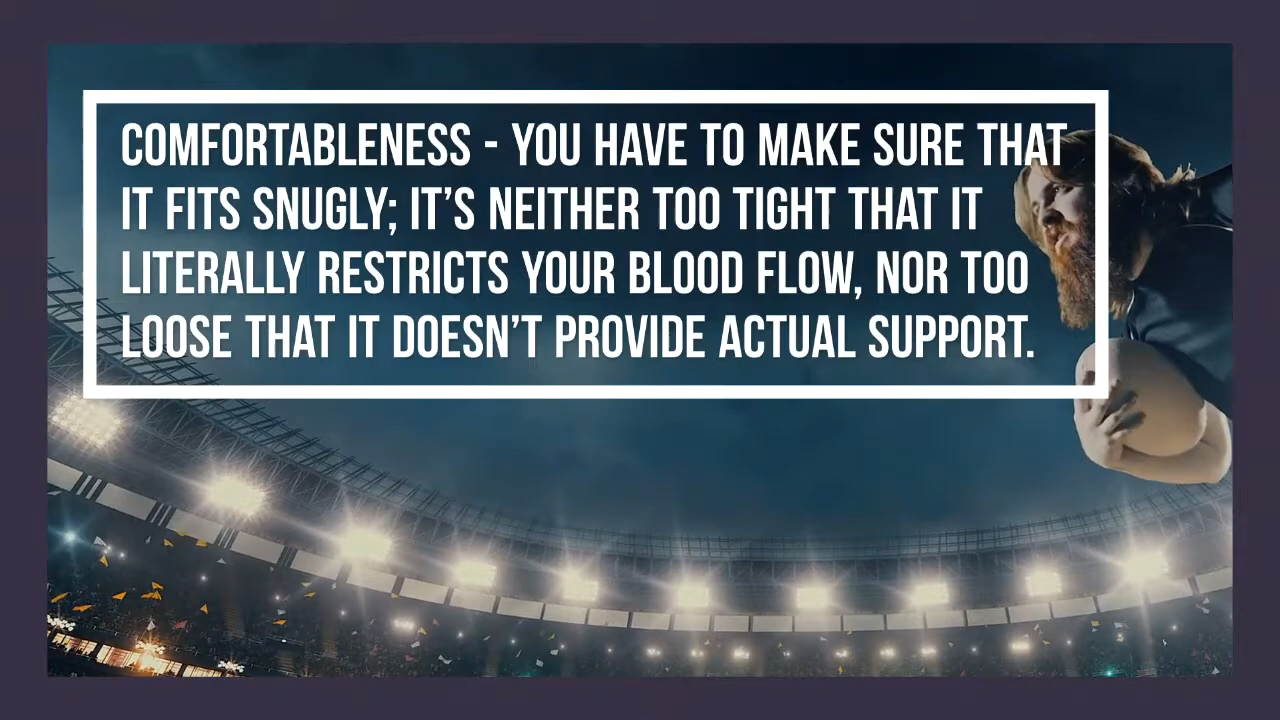 COMFORTABLENESS - YOU HAVE TO MAKE SURE THAT
IT FITS SNUGLY; IT’S NEITHER TOO TIGHT THAT IT
LITERALLY RESTRICTS YOUR BLOOD FLOW, NOR TOO
LOOSE THAT IT DOESN’T PROVIDE ACTUAL SUPPORT.